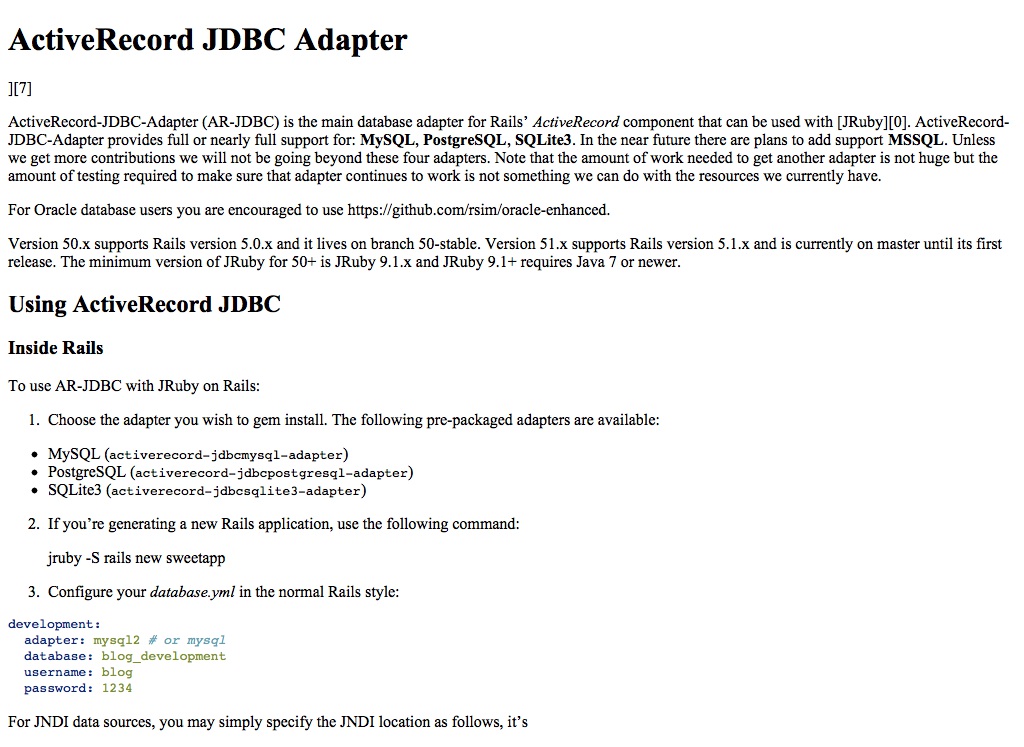 ActiveRecord JDBC Adapter
][7]
ActiveRecord-JDBC-Adapter (AR-JDBC) is the main database adapter for Rails’ ActiveRecord component that can be used with [JRuby][0]. ActiveRecord-
JDBC-Adapter provides full or nearly full support for: MySQL, PostgreSQL, SQLite3. In the near future there are plans to add support MSSQL. Unless
we get more contributions we will not be going beyond these four adapters. Note that the amount of work needed to get another adapter is not huge but the
amount of testing required to make sure that adapter continues to work is not something we can do with the resources we currently have.
For Oracle database users you are encouraged to use https://github.com/rsim/oracle-enhanced.
Version 50.x supports Rails version 5.0.x and it lives on branch 50-stable. Version 51.x supports Rails version 5.1.x and is currently on master until its first
release. The minimum version of JRuby for 50+ is JRuby 9.1.x and JRuby 9.1+ requires Java 7 or newer.
Using ActiveRecord JDBC
Inside Rails
To use AR-JDBC with JRuby on Rails:
1. Choose the adapter you wish to gem install. The following pre-packaged adapters are available:
• MySQL (activerecord-jdbcmysql-adapter)
• PostgreSQL (activerecord-jdbcpostgresql-adapter)
• SQLite3 (activerecord-jdbcsqlite3-adapter)
2. If you’re generating a new Rails application, use the following command:
jruby -S rails new sweetapp
3. Configure your database.yml in the normal Rails style:
development:
adapter: mysql2 # or mysql
database: blog_development
username: blog
password: 1234
For JNDI data sources, you may simply specify the JNDI location as follows, it’s